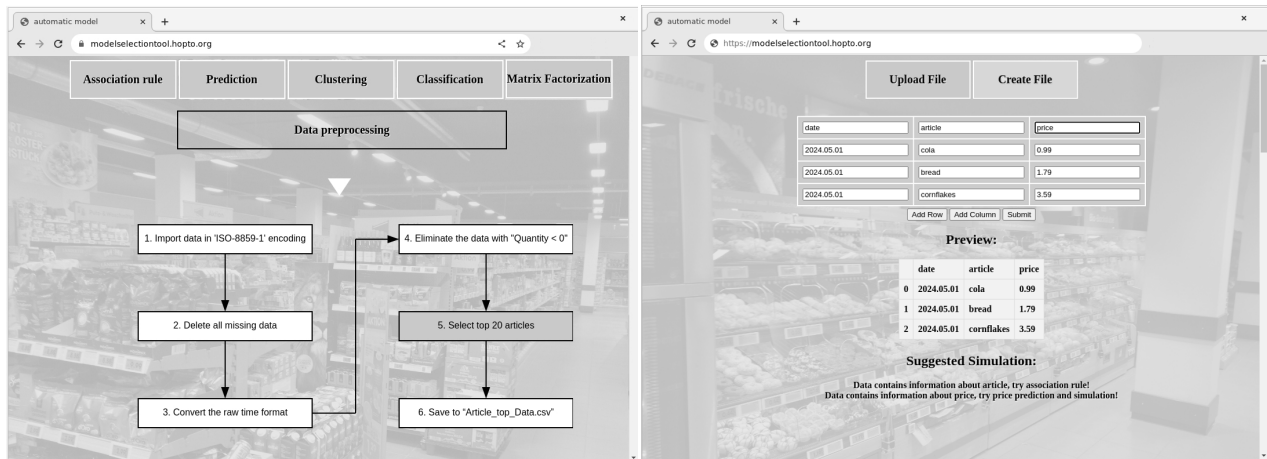 automatic model x +
x
modelselectiontool.hopto.org
Association rule Prediction Clustering Classification Matrix Factorization
Data preprocessing
1. Import data in 'ISO-8859-1' encoding
2. Delete all missing data
3. Convert the raw time format
4. Eliminate the data with "Quantity < 0"
5. Select top 20 articles
6. Save to "Article_top_Data.csv"
automatic model x +
x
https://modelselectiontool.hopto.org
Upload File Create File
date article price
2024.05.01 cola 0.99
2024.05.01 bread 1.79
2024.05.01 cornflakes 3.59
Add Row Add Column Submit
Preview:
date article price
0 2024.05.01 cola 0.99
1 2024.05.01 bread 1.79
2 2024.05.01 cornflakes 3.59
Suggested Simulation:
Data contains information about article, try association rule!
Data contains information about price, try price prediction and simulation!
frische